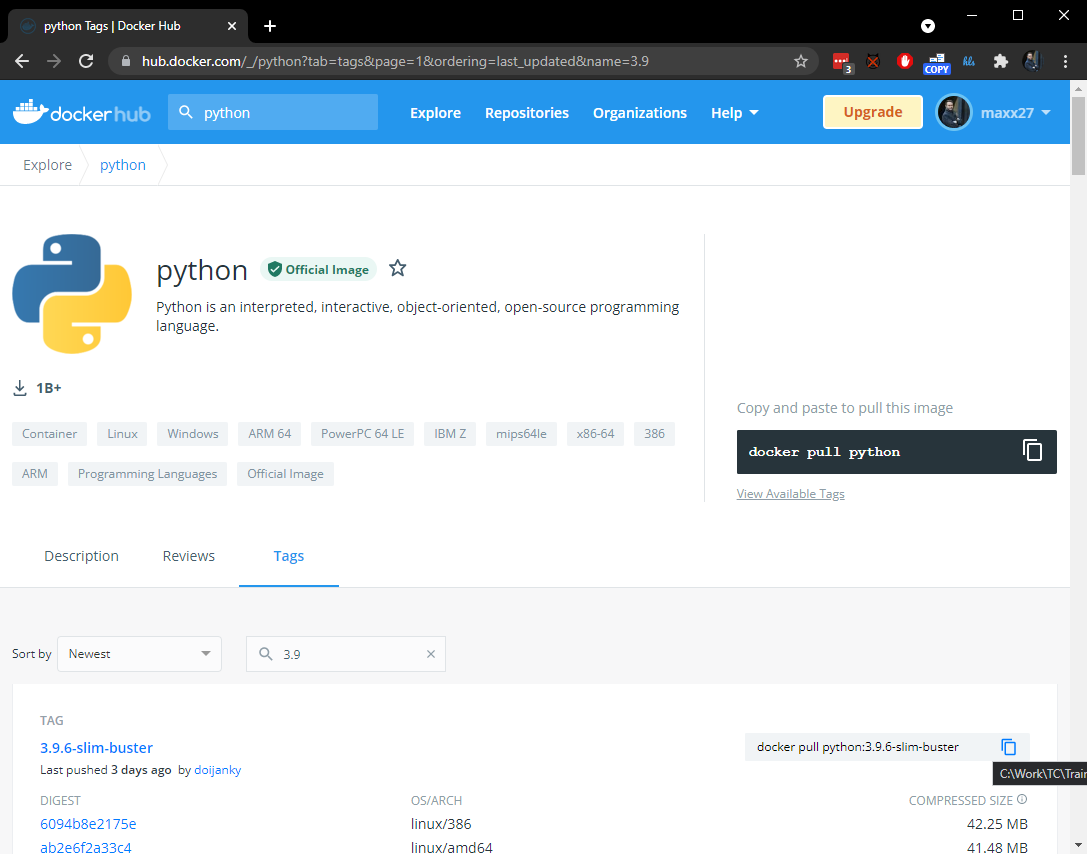 python Tags | Docker Hub
hub.docker.com/_/python?tab=tags&page=1&ordering=last_updated&name=3.9
3
COPY
docker hub
python
Explore
Repositories
Organizations
Help
Upgrade
maxx27
Explore
python
python
Official Image
Python is an interpreted, interactive, object-oriented, open-source programming
language.
1B+
Container
Linux
Windows
ARM 64
PowerPC 64 LE
IBM Z
mips64le
x86-64
386
ARM
Programming Languages
Official Image
Copy and paste to pull this image
docker pull python
View Available Tags
Description
Reviews
Tags
Sort by
Newest
3.9
TAG
3.9.6-slim-buster
docker pull python:3.9.6-slim-buster
Last pushed 3 days ago by doijanky
C:\Work\TC\Trai
DIGEST
OS/ARCH
COMPRESSED SIZE
6094b8e2175e
linux/386
42.25 MB
ab2e6f2a33c4
linux/amd64
41.48 MB